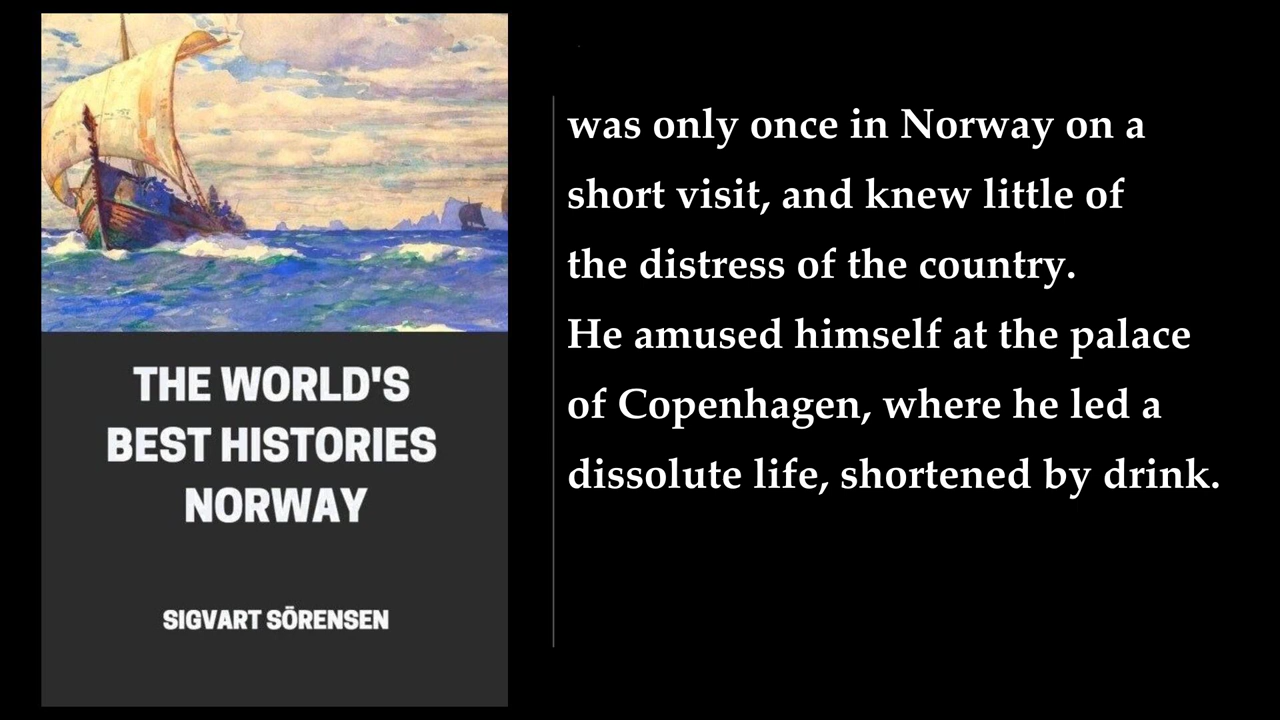 THE WORLD'S
BEST HISTORIES
NORWAY
SIGVART SÖRENSEN
was only once in Norway on a
short visit, and knew little of
the distress of the country.
He amused himself at the palace
of Copenhagen, where he led a
dissolute life, shortened by drink.